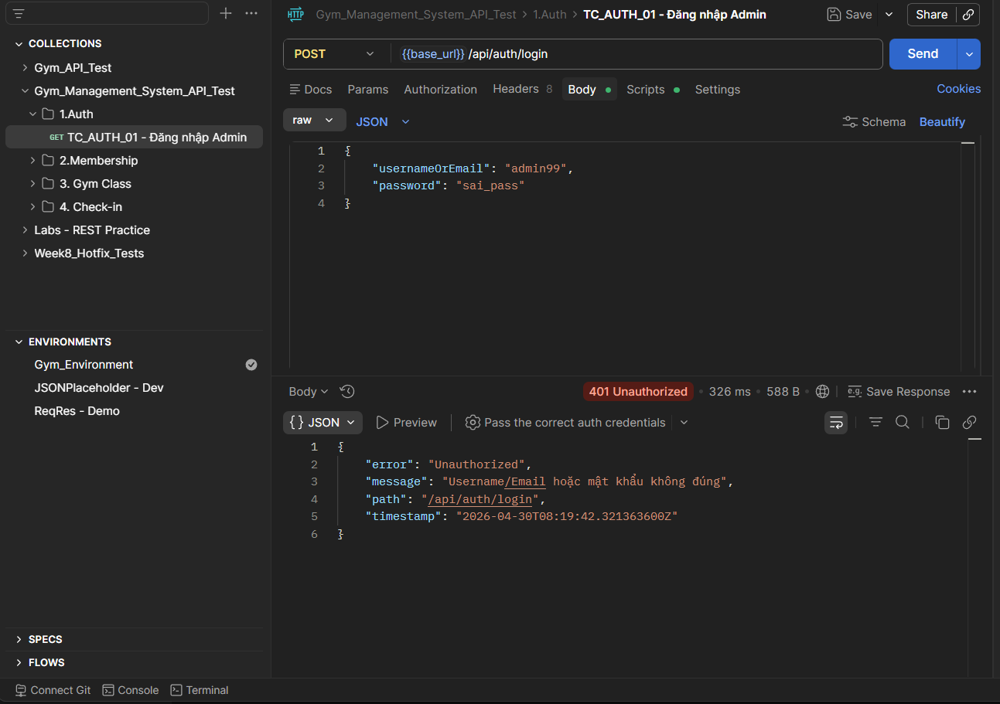 HTTP Gym_Management_System_API_Test > 1.Auth > TC_AUTH_01 - Đăng nhập Admin Save Share
COLLECTIONS
Gym_API_Test
Gym_Management_System_API_Test
1.Auth
GET TC_AUTH_01 - Đăng nhập Admin
2.Membership
3. Gym Class
4. Check-in
Labs - REST Practice
Week8_Hotfix_Tests
ENVIRONMENTS
Gym_Environment
JSONPlaceholder - Dev
ReqRes - Demo
SPECS
FLOWS
POST {{base_url}} /api/auth/login Send
Docs Params Authorization Headers 8 Body Scripts Settings Cookies
raw JSON Schema Beautify
1 {
2 "usernameOrEmail": "admin99",
3 "password": "sai_pass"
4 }
Body 401 Unauthorized • 326 ms • 588 B • e.g. Save Response
{ } JSON Preview Pass the correct auth credentials
1 {
2 "error": "Unauthorized",
3 "message": "Username/Email hoặc mật khẩu không đúng",
4 "path": "/api/auth/login",
5 "timestamp": "2026-04-30T08:19:42.321363600Z"
6 }
Connect Git Console Terminal